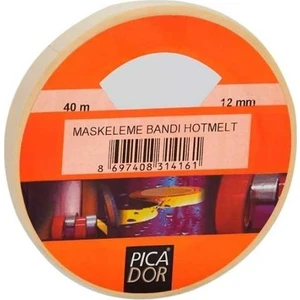 40 m 12 mm
MASKELEME BANDI HOTMELT
8 697408 314161
PICA
DOR